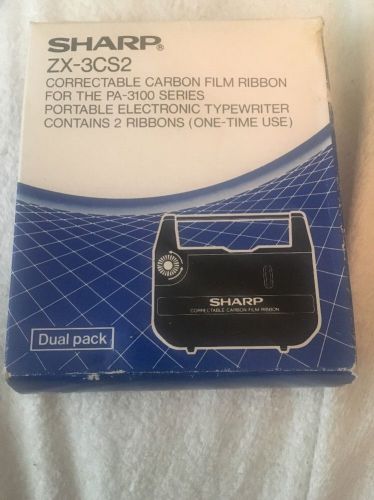 SHARP®
ZX-3CS2
CORRECTABLE CARBON FILM RIBBON
FOR THE PA-3100 SERIES
PORTABLE ELECTRONIC TYPEWRITER
CONTAINS 2 RIBBONS (ONE-TIME USE)
SHARP
CORRECTABLE CARBON FILM RIBBON
Dual pack